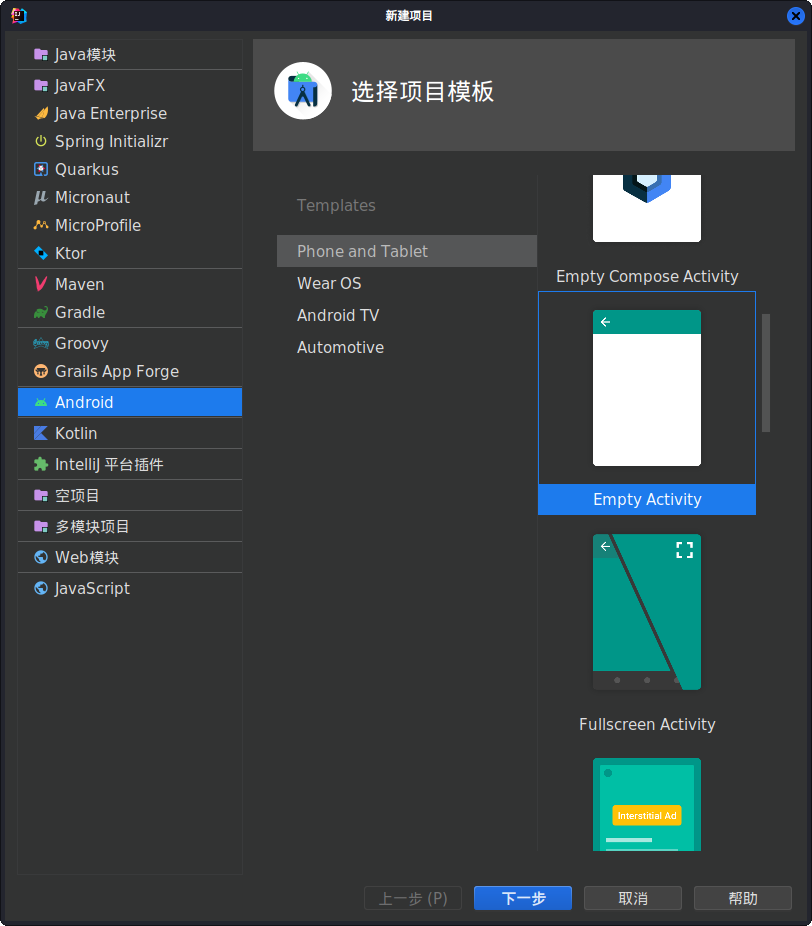 新建项目
Java模块
JavaFX
Java Enterprise
Spring Initializr
Quarkus
Micronaut
MicroProfile
Ktor
Maven
Gradle
Groovy
Grails App Forge
Android
Kotlin
IntelliJ 平台插件
空项目
多模块项目
Web模块
JavaScript
选择项目模板
Templates
Phone and Tablet
Wear OS
Android TV
Automotive
Empty Compose Activity
Empty Activity
Fullscreen Activity
Interstitial Ad
上一步 (P)
下一步
取消
帮助